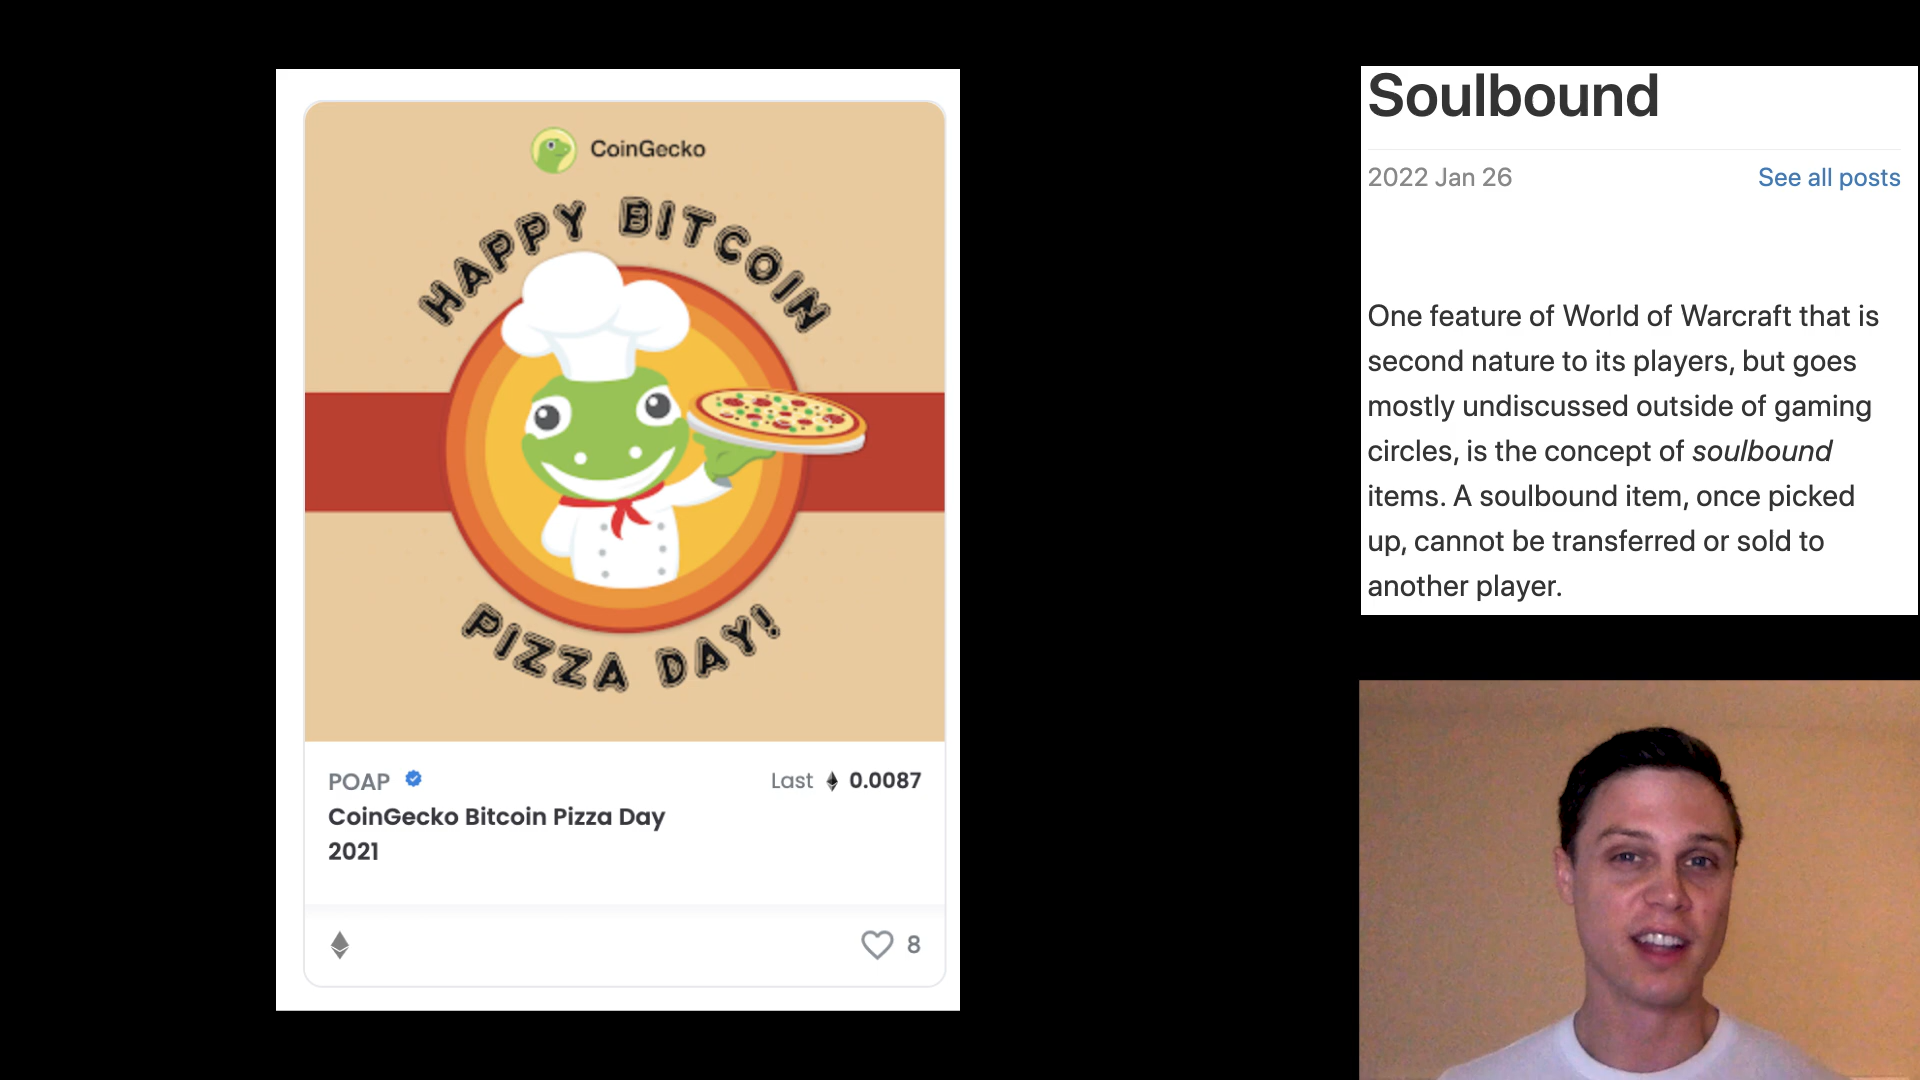 CoinGecko
HAPPY BITCOIN
PIZZA DAY!
POAP
Last 0.0087
CoinGecko Bitcoin Pizza Day
2021
8
Soulbound
2022 Jan 26
See all posts
One feature of World of Warcraft that is
second nature to its players, but goes
mostly undiscussed outside of gaming
circles, is the concept of soulbound
items. A soulbound item, once picked
up, cannot be transferred or sold to
another player.